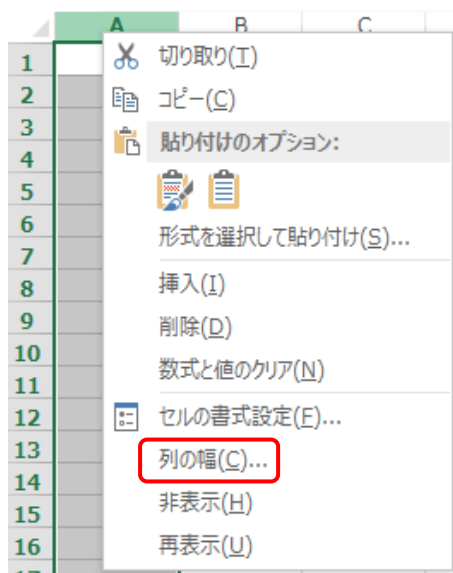 A B C
1
2
3
4
5
6
7
8
9
10
11
12
13
14
15
16
17
切り取り(T)
コピー(C)
貼り付けのオプション:
形式を選択して貼り付け(S)...
挿入(I)
削除(D)
数式と値のクリア(N)
セルの書式設定(F)...
列の幅(C)...
非表示(H)
再表示(U)